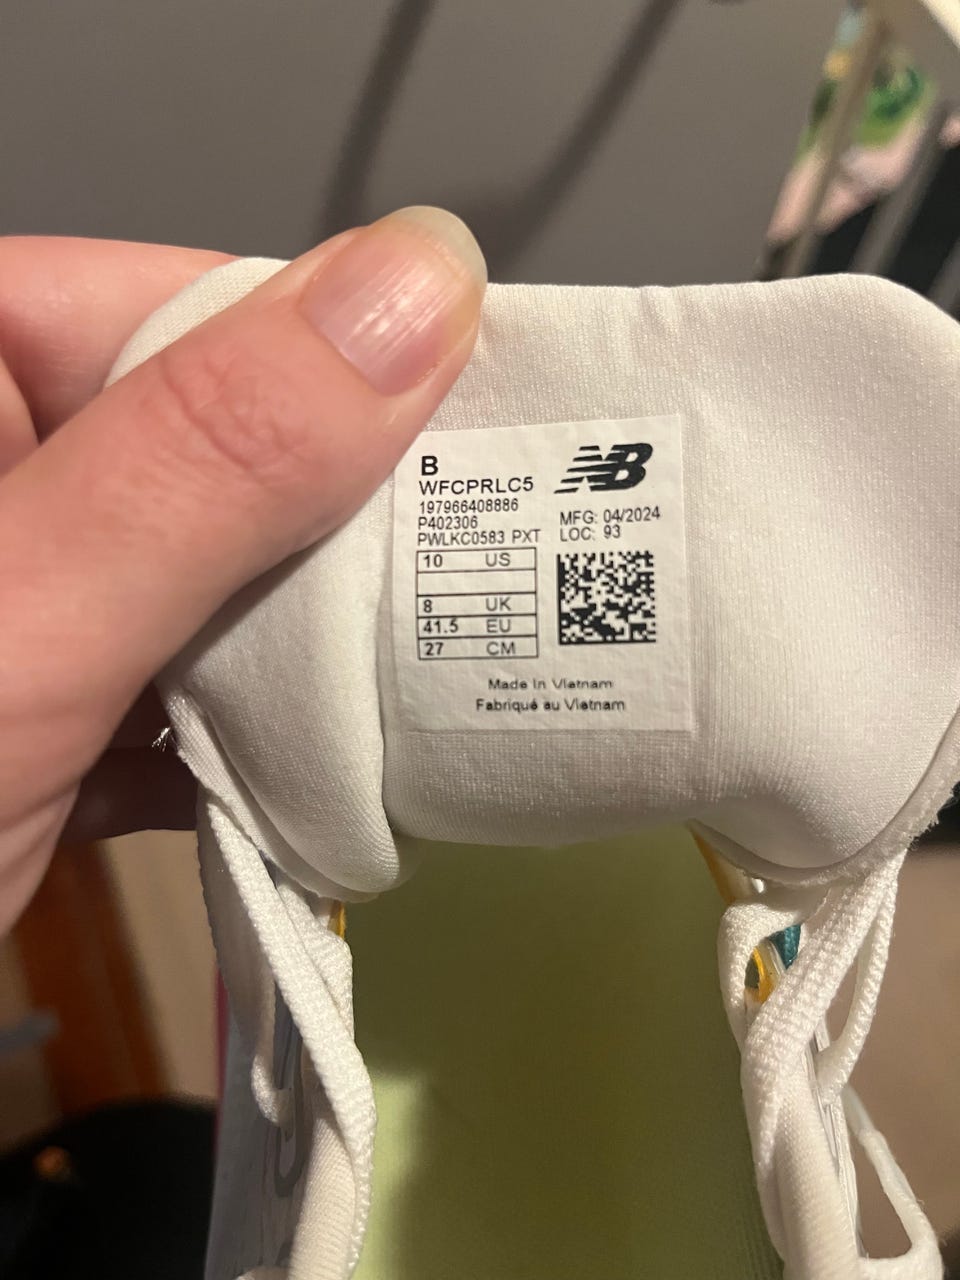 B
WFCPRLC5
197966408886
P402306
PWLKC0583 PXT
NB
MFG: 04/2024
LOC: 93
10 US
8 UK
41.5 EU
27 CM
Made in Vietnam
Fabriqué au Vietnam